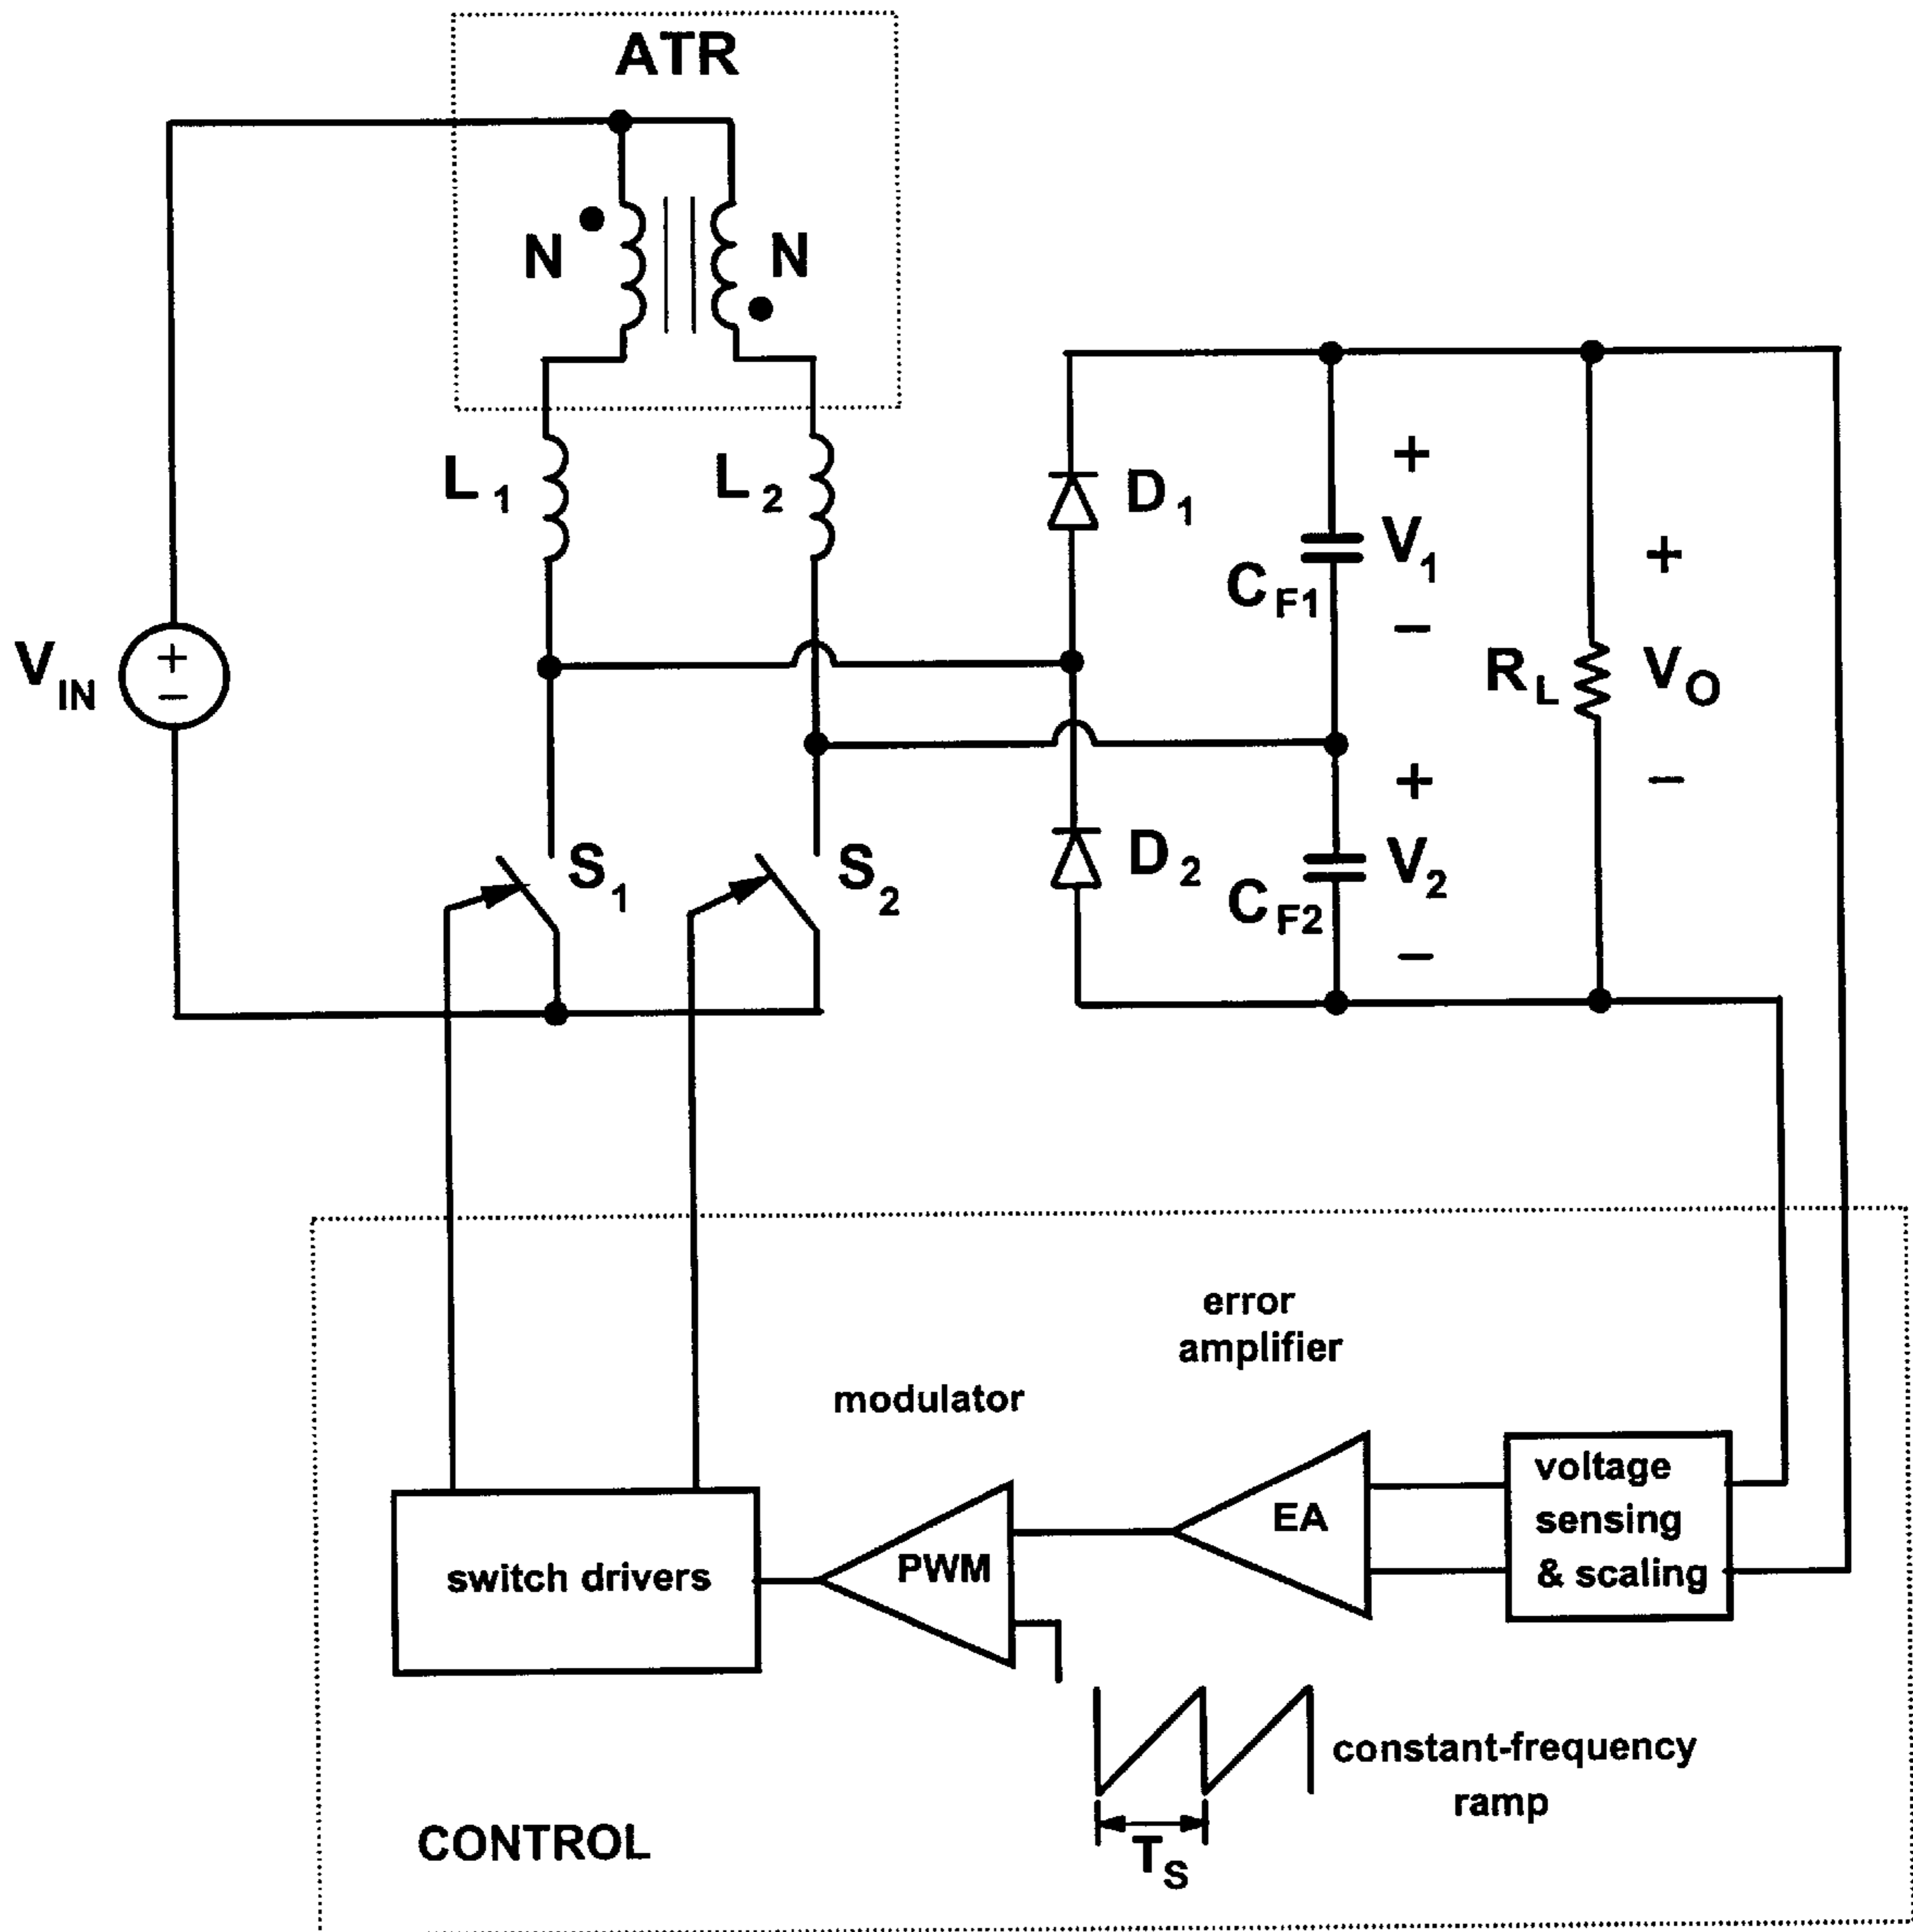 ATR
N N
L1 L2
D1
+
V1
–
CF1
+
VO
–
RL
VIN
+
–
S1 S2
D2
+
V2
–
CF2
error
amplifier
modulator
voltage
sensing
& scaling
EA
PWM
switch drivers
constant-frequency
ramp
TS
CONTROL